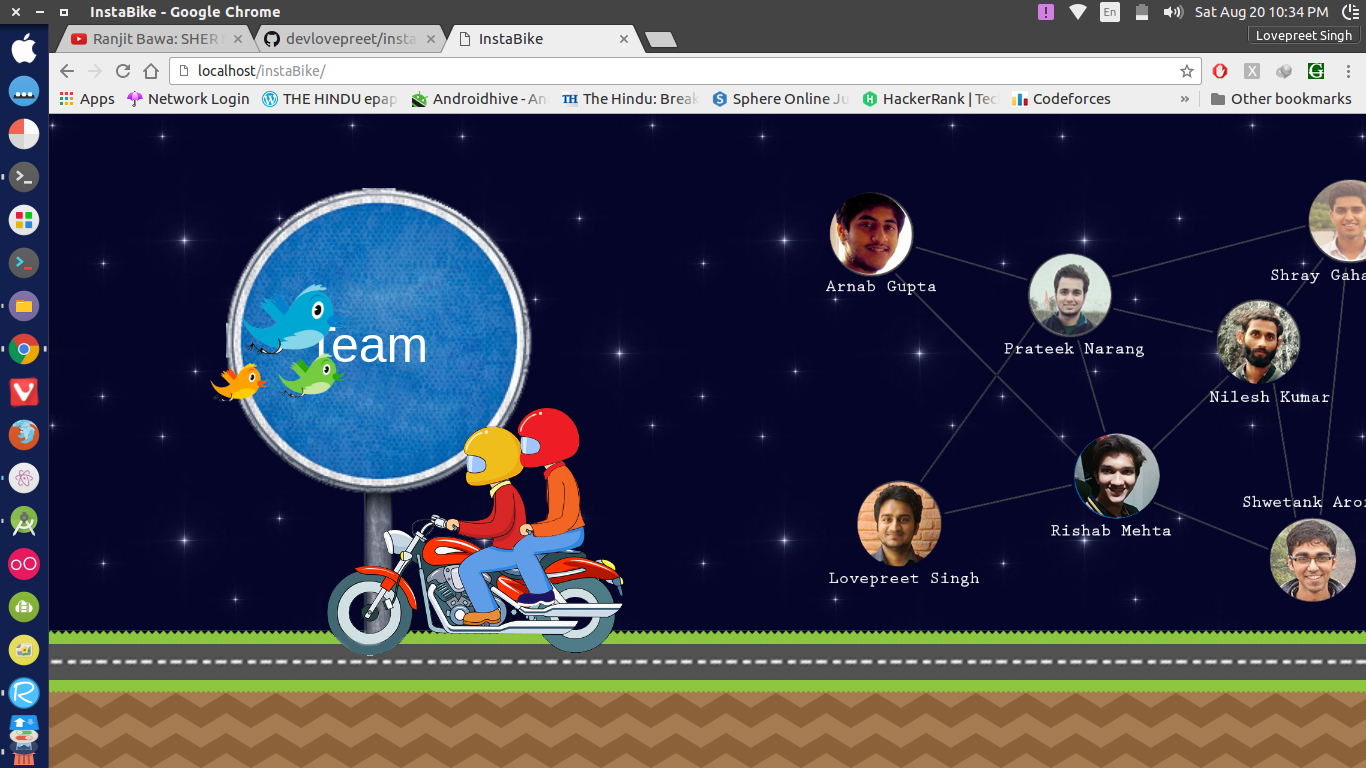 InstaBike - Google Chrome
En
Sat Aug 20 10:34 PM
Lovepreet Singh
Ranjit Bawa: SHER
devlovepreet/insta
InstaBike
localhost/instaBike/
Apps
Network Login
THE HINDU epap
Androidhive - An
TH The Hindu: Break
Sphere Online Ju
HackerRank | Tec
Codeforces
»
Other bookmarks
Team
Arnab Gupta
Shray Gaha
Prateek Narang
Nilesh Kumar
Shwetank Aror
Rishab Mehta
Lovepreet Singh